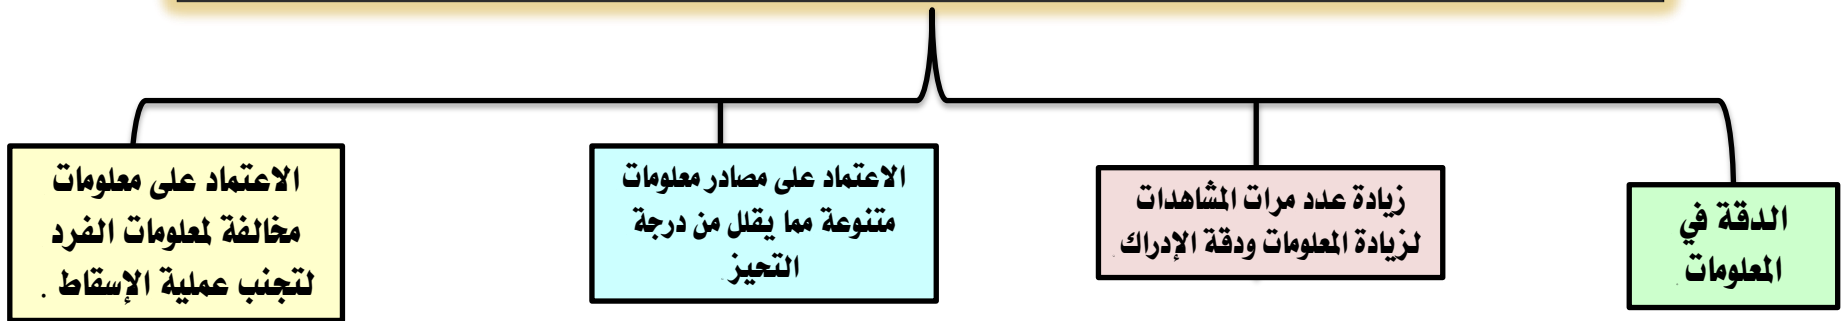 الدقة في
المعلومات .
زيادة عدد مرات المشاهدات
لزيادة المعلومات ودقة الإدراك .
الاعتماد على مصادر معلومات
متنوعة مما يقلل من درجة
التحيز .
الاعتماد على معلومات
مخالفة لمعلومات الفرد
لتجنب عملية الإسقاط .